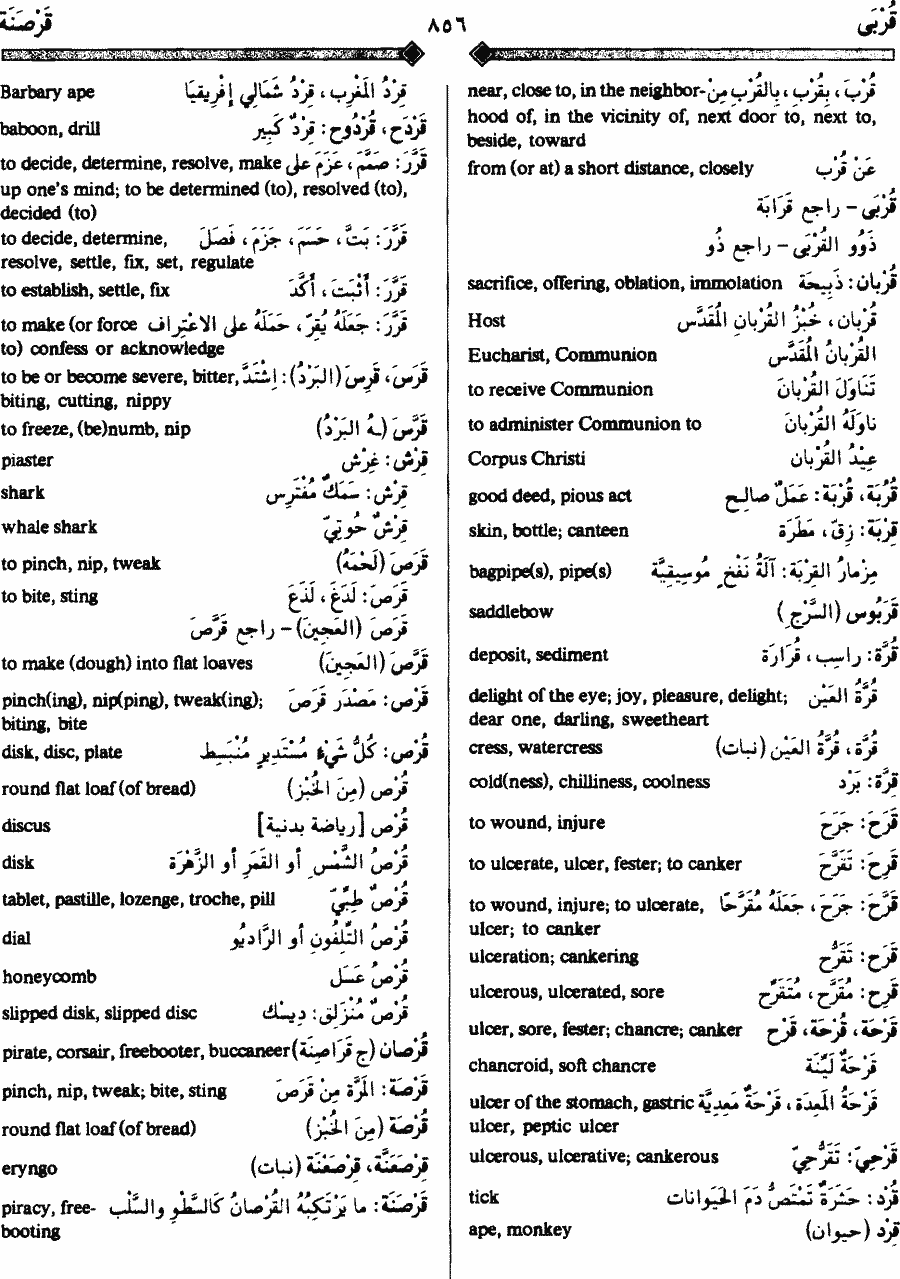 قُرْبَى ٨٥٦ قَرْصَنَة
قُرْبَ ، بِقُرْبِ ، بِالقُرْبِ مِنْ near, close to, in the neighbor-
hood of, in the vicinity of, next door to, next to,
beside, toward
عَنْ قُرْب from (or at) a short distance, closely
قُرْبَى - راجع قَرَابَة
ذَوُو القُرْبَى - راجع ذُو
قُرْبان: ذَبِيحَة sacrifice, offering, oblation, immolation
قُرْبان ، خُبْزُ القُرْبان المُقَدَّس Host
القُرْبانُ المُقَدَّس Eucharist, Communion
تَنَاوَلَ القُرْبانَ to receive Communion
ناوَلَهُ القُرْبانَ to administer Communion to
عِيْدُ القُرْبان Corpus Christi
قُرُبَة ، قُرْبَة: عَمَلٌ صالِح good deed, pious act
قِرْبَة: زِقّ ، مَطَرَة skin, bottle; canteen
مِزمارُ القِرْبَة: آلَةُ نَفْخٍ مُوسِيقِيَّة bagpipe(s), pipe(s)
قَرَبُوس (السَّرْجِ) saddlebow
قُرَّة: راسِب ، قُرَارَة deposit, sediment
قُرَّةُ العَيْن delight of the eye; joy, pleasure, delight;
dear one, darling, sweetheart
قُرَّة ، قُرَّةُ العَيْن (نبات) cress, watercress
قِرَّة: بَرْد cold(ness), chilliness, coolness
قَرَحَ: جَرَحَ to wound, injure
قَرِحَ: تَقَرَّحَ to ulcerate, ulcer, fester; to canker
قَرَّحَ: جَرَحَ ، جَعَلَهُ مُقَرَّحًا to wound, injure; to ulcerate,
ulcer; to canker
قَرَح: تَقَرُّح ulceration; cankering
قَرِح: مُقَرَّح ، مُتَقَرِّح ulcerous, ulcerated, sore
قَرْحَة ، قُرْحَة ، قَرْح ulcer, sore, fester; chancre; canker
قَرْحَةٌ لَيِّنَة chancroid, soft chancre
قَرْحَةُ المَعِدَة ، قَرْحَةٌ مَعِدِيَّة ulcer of the stomach, gastric
ulcer, peptic ulcer
قَرْحِيّ: تَقَرُّحِيّ ulcerous, ulcerative; cankerous
قُرَد: حَشَرَةٌ تَمْتَصُّ دَمَ الحَيَوانات tick
قِرْد (حيوان) ape, monkey
قِرْدُ المَغْرِب ، قِرْدُ شَمَالي إفْرِيقيَا Barbary ape
قِرْدَح ، قِرْدُوح: قِرْدٌ كَبِير baboon, drill
قَرَّرَ: صَمَّمَ ، عَزَمَ على to decide, determine, resolve, make
up one's mind; to be determined (to), resolved (to),
decided (to)
قَرَّرَ: بَتَّ ، حَسَمَ ، جَزَمَ ، فَصَلَ to decide, determine,
resolve, settle, fix, set, regulate
قَرَّرَ: أَثْبَتَ ، أَكَّدَ to establish, settle, fix
قَرَّرَ: جَعَلَهُ يُقِرّ ، حَمَلَهُ على الاعْتِراف to make (or force
to) confess or acknowledge
قَرَسَ ، قَرِسَ (البَرْدُ): اِشْتَدَّ to be or become severe, bitter,
biting, cutting, nippy
قَرَّسَ (ـهُ البَرْدُ) to freeze, (be)numb, nip
قِرْش: غِرْش piaster
قِرْش: سَمَكٌ مُفْتَرِس shark
قِرْشٌ حُوتِيّ whale shark
قَرَصَ (لَحْمَهُ) to pinch, nip, tweak
قَرَصَ: لَدَغَ ، لَذَعَ to bite, sting
قَرَصَ (العَجِينَ) - راجع قَرَّصَ
قَرَّصَ (العَجِينَ) to make (dough) into flat loaves
قَرْص: مَصْدَر قَرَصَ pinch(ing), nip(ping), tweak(ing);
biting, bite
قُرْص: كُلُّ شَيْءٍ مُسْتَدِيرٍ مُنْبَسِط disk, disc, plate
قُرْص (مِنَ الخُبْز) round flat loaf (of bread)
قُرْص [رياضة بدنية] discus
قُرْصُ الشَّمْسِ أو القَمَرِ أو الزَّهْرَة disk
قُرْصٌ طِبِّيّ tablet, pastille, lozenge, troche, pill
قُرْصُ التِّلِفُون أو الرَّاديُو dial
قُرْصُ عَسَل honeycomb
قُرْصٌ مُنْزَلِق: دِيسْك slipped disk, slipped disc
قُرْصان (ج قَرَاصِنَة) pirate, corsair, freebooter, buccaneer
قَرْصَة: المَرَّة مِنْ قَرَصَ pinch, nip, tweak; bite, sting
قُرْصَة (مِنَ الخُبْز) round flat loaf (of bread)
قِرْصَعَنَّة ، قِرْصَعْنَة (نبات) eryngo
قَرْصَنَة: ما يَرْتَكِبُهُ القُرْصانُ كَالسَّطْوِ والسَّلْب piracy, free-
booting